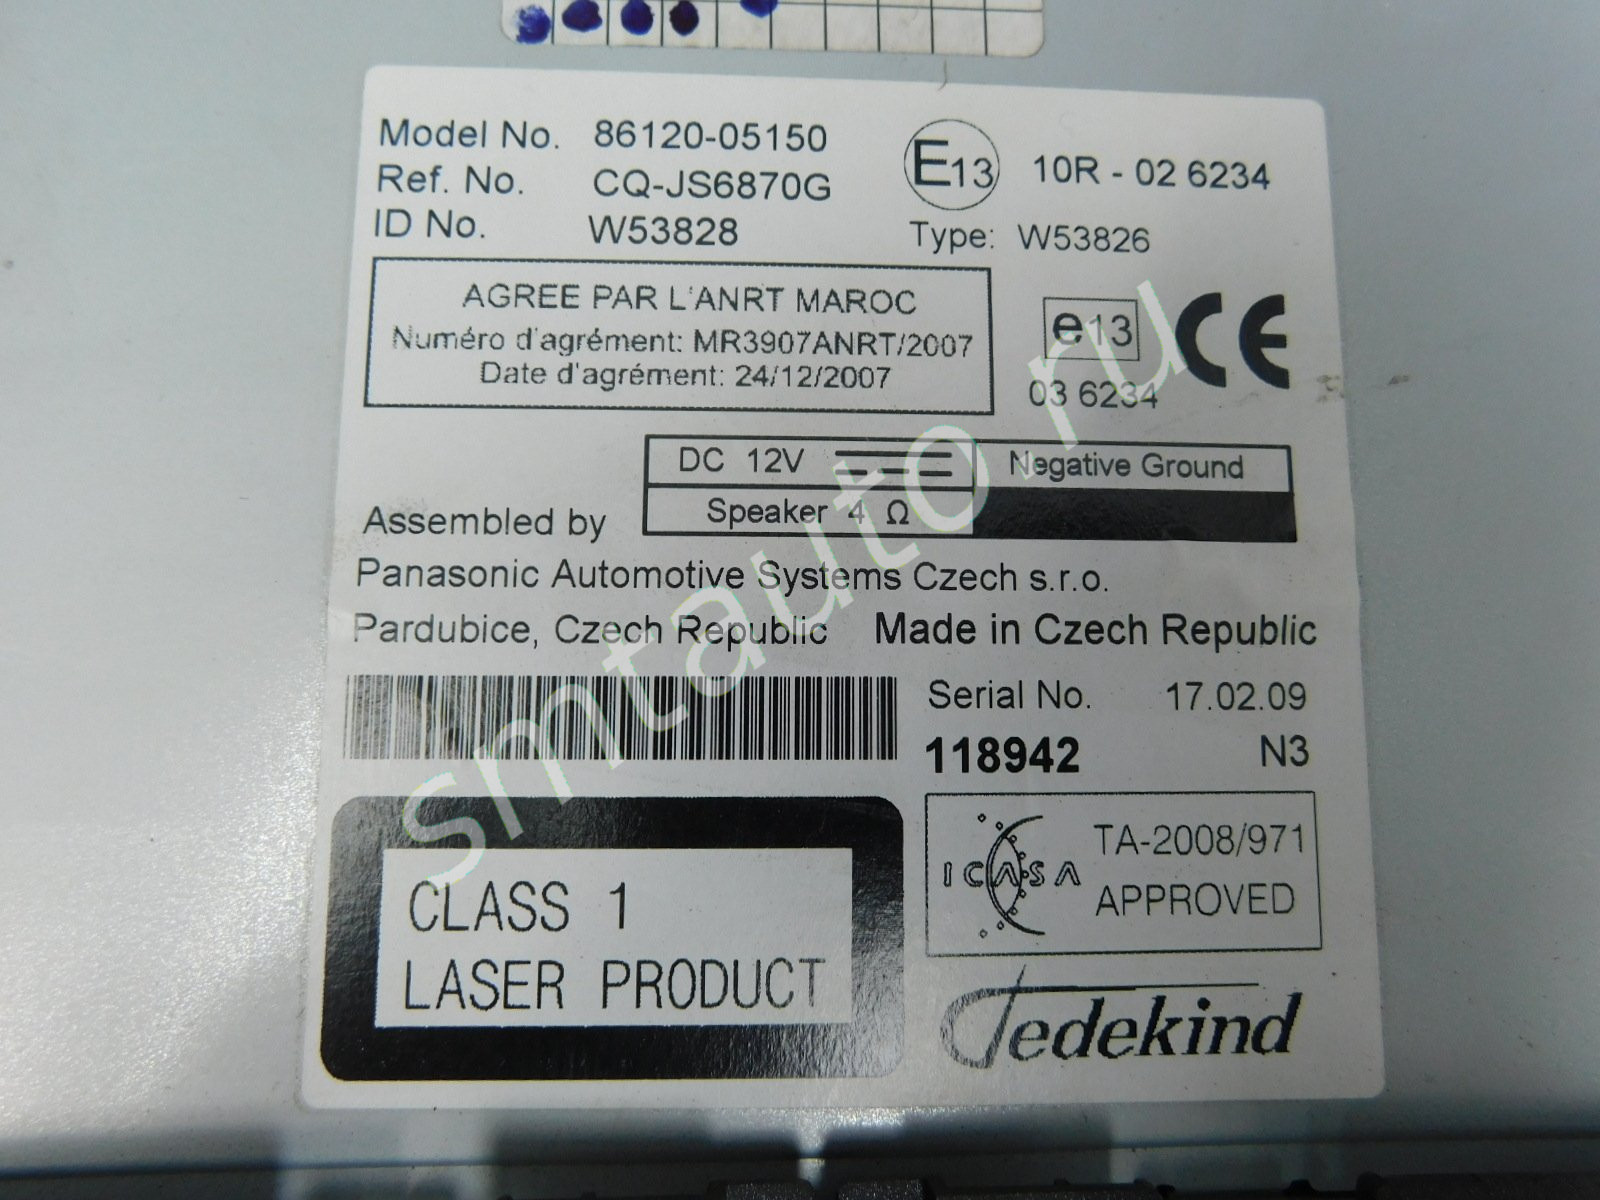 Model No. 86120-05150
Ref. No. CQ-JS6870G
ID No. W53828
E13 10R - 02 6234
Type: W53826
AGREE PAR L'ANRT MAROC
Numéro d'agrément: MR3907ANRT/2007
Date d'agrément: 24/12/2007
e13 CE
03 6234
DC 12V Negative Ground
Speaker 4 Ω
Assembled by
Panasonic Automotive Systems Czech s.r.o.
Pardubice, Czech Republic Made in Czech Republic
Serial No. 17.02.09
118942 N3
CLASS 1
LASER PRODUCT
ICASA TA-2008/971
APPROVED
Jedekind
smtauto.ru